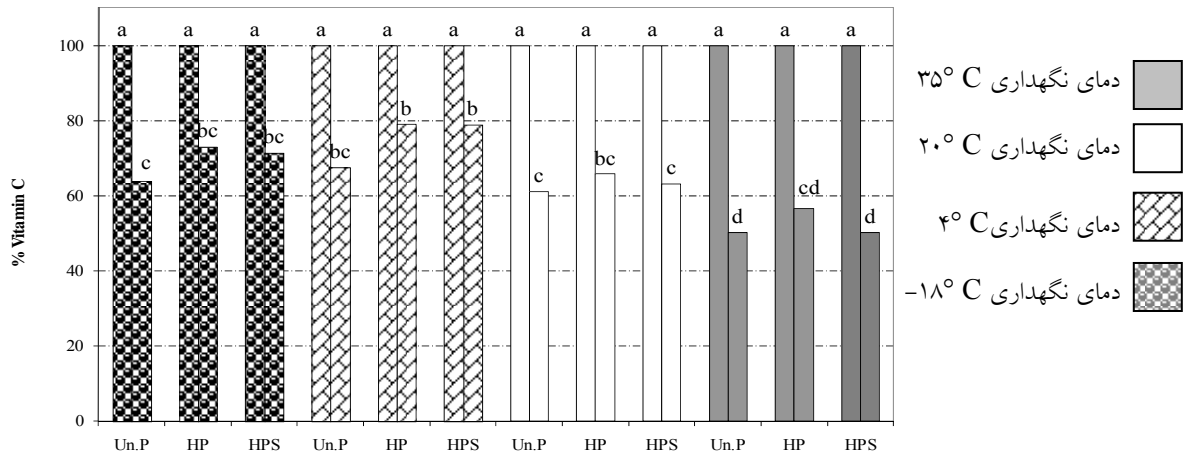 a a a a a a a a a a a a
100
80
60
40
20
0
c bc bc bc b b c bc c d cd d
% Vitamin C
Un.P HP HPS Un.P HP HPS Un.P HP HPS Un.P HP HPS
دمای نگهداری ۳۵° C
دمای نگهداری ۲۰° C
دمای نگهداری ۴° C
دمای نگهداری -۱۸° C